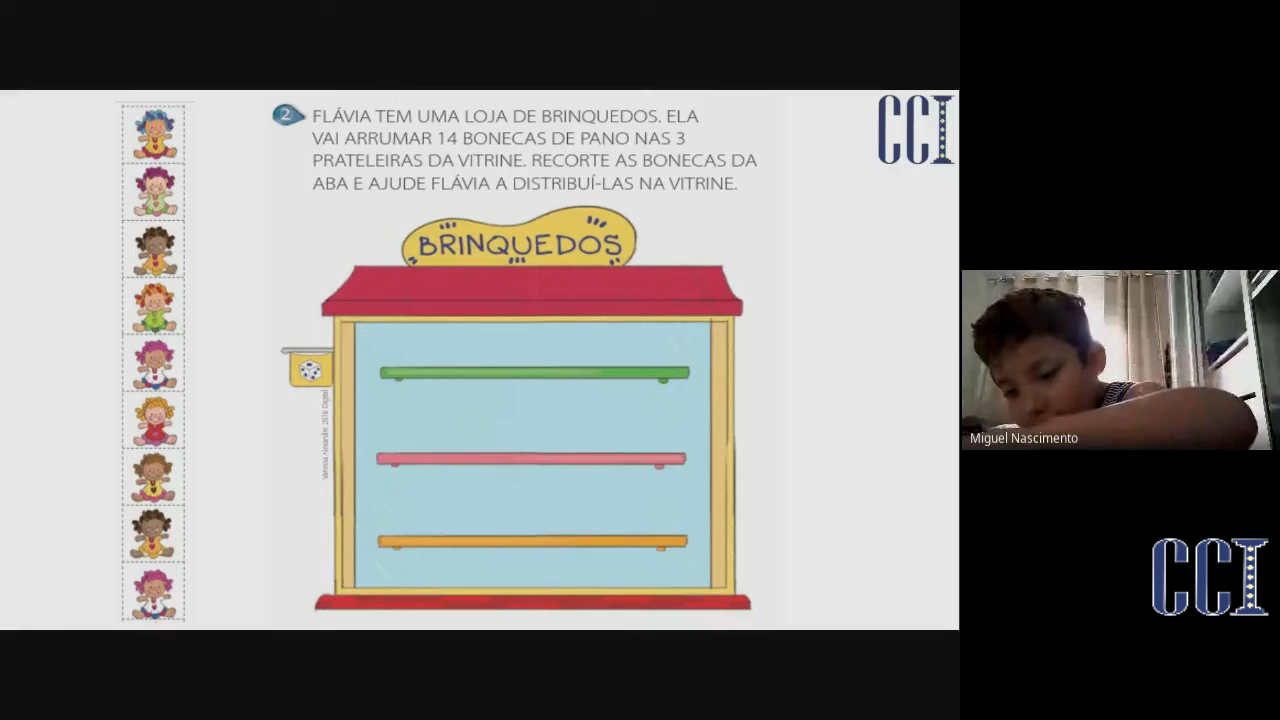 2 FLÁVIA TEM UMA LOJA DE BRINQUEDOS. ELA
VAI ARRUMAR 14 BONECAS DE PANO NAS 3
PRATELEIRAS DA VITRINE. RECORTE AS BONECAS DA
ABA E AJUDE FLÁVIA A DISTRIBUÍ-LAS NA VITRINE.
CCI
BRINQUEDOS
Miguel Nascimento
CCI